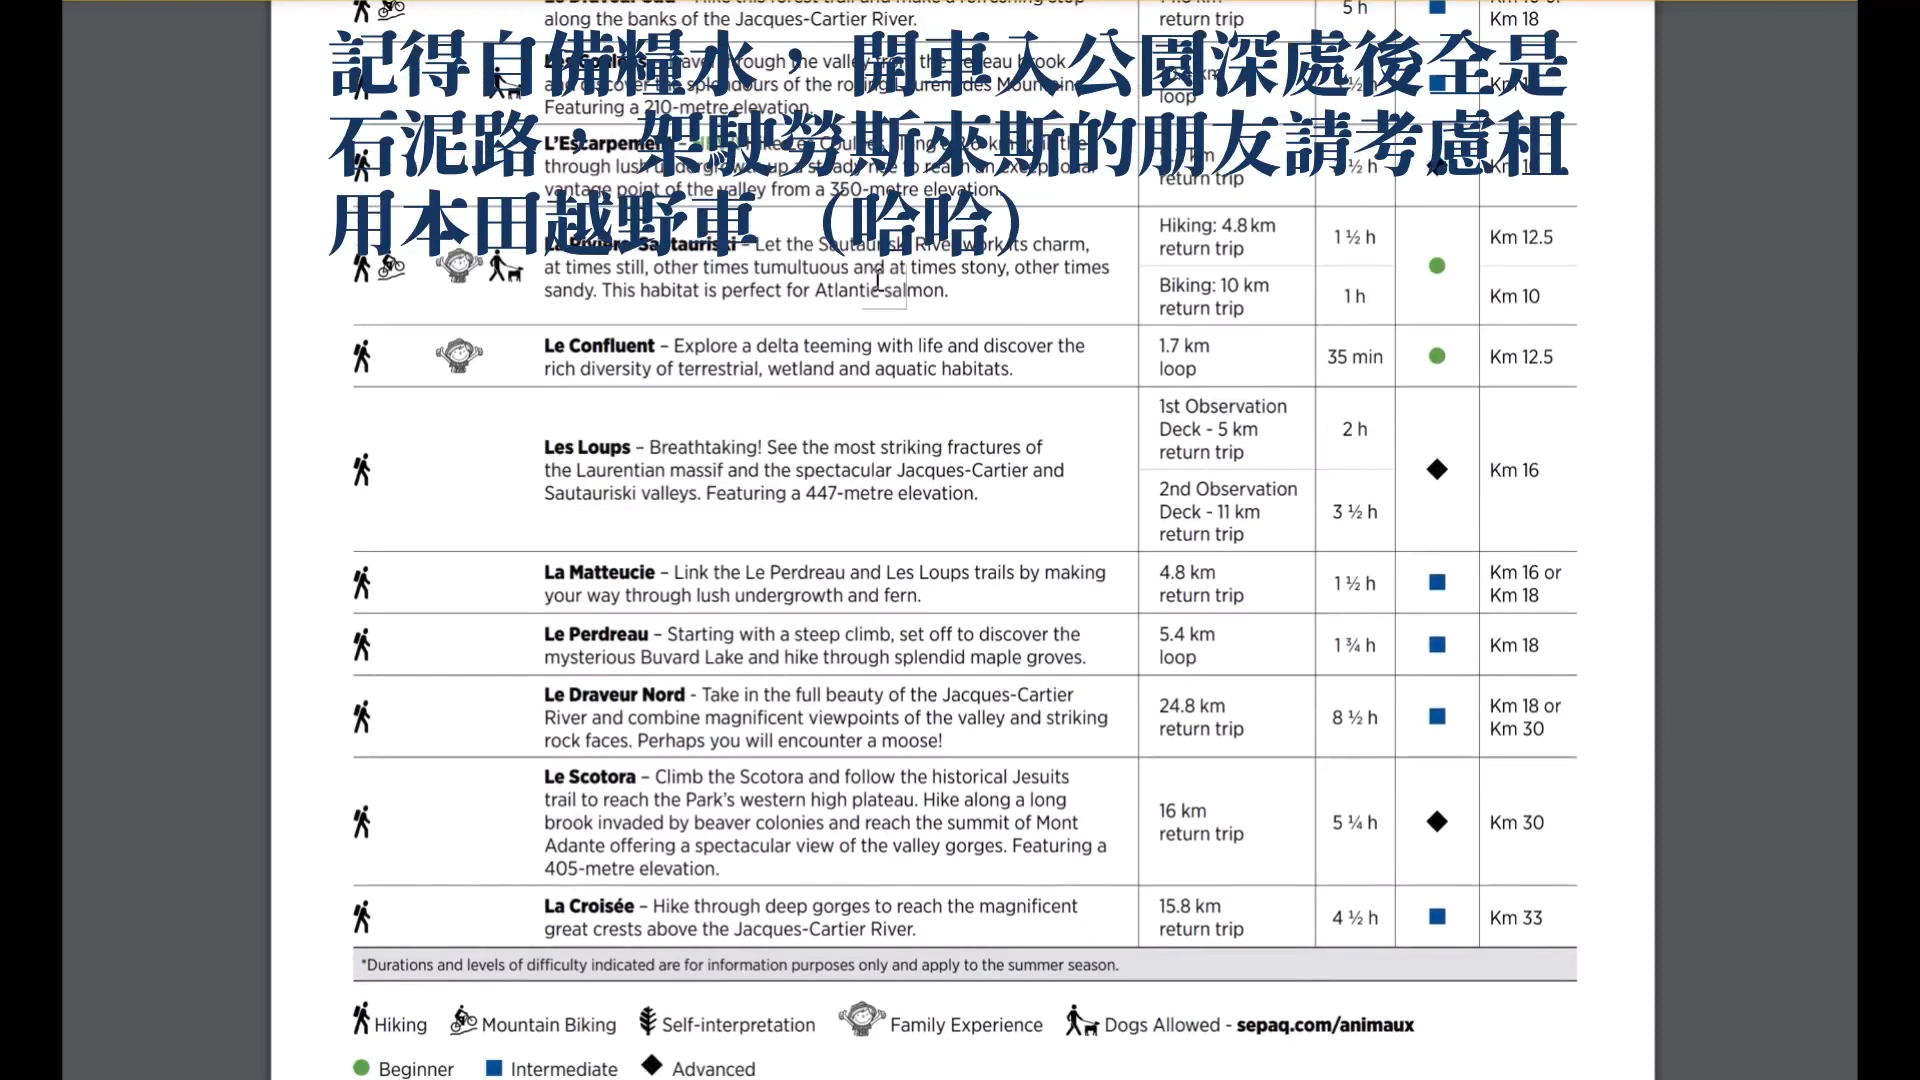 along the banks of the Jacques-Cartier River.
return trip
5 h
Km 18
記得自備糧水，開車入公園深處後全是
石泥路，駕駛勞斯來斯的朋友請考慮租
用本田越野車（哈哈）
Featuring a 210-metre elevation.
loop
L'Escarpement –
vantage point of the valley from a 350-metre elevation.
return trip
La Rivière-Sautauriski – Let the Sautauriski River work its charm,
at times still, other times tumultuous and at times stony, other times
sandy. This habitat is perfect for Atlantic salmon.
Hiking: 4.8 km
return trip
1 ½ h
Km 12.5
Biking: 10 km
return trip
1 h
Km 10
Le Confluent – Explore a delta teeming with life and discover the
rich diversity of terrestrial, wetland and aquatic habitats.
1.7 km
loop
35 min
Km 12.5
Les Loups – Breathtaking! See the most striking fractures of
the Laurentian massif and the spectacular Jacques-Cartier and
Sautauriski valleys. Featuring a 447-metre elevation.
1st Observation
Deck - 5 km
return trip
2 h
2nd Observation
Deck - 11 km
return trip
3 ½ h
Km 16
La Matteucie – Link the Le Perdreau and Les Loups trails by making
your way through lush undergrowth and fern.
4.8 km
return trip
1 ½ h
Km 16 or
Km 18
Le Perdreau – Starting with a steep climb, set off to discover the
mysterious Buvard Lake and hike through splendid maple groves.
5.4 km
loop
1 ¾ h
Km 18
Le Draveur Nord - Take in the full beauty of the Jacques-Cartier
River and combine magnificent viewpoints of the valley and striking
rock faces. Perhaps you will encounter a moose!
24.8 km
return trip
8 ½ h
Km 18 or
Km 30
Le Scotora – Climb the Scotora and follow the historical Jesuits
trail to reach the Park's western high plateau. Hike along a long
brook invaded by beaver colonies and reach the summit of Mont
Adante offering a spectacular view of the valley gorges. Featuring a
405-metre elevation.
16 km
return trip
5 ¼ h
Km 30
La Croisée – Hike through deep gorges to reach the magnificent
great crests above the Jacques-Cartier River.
15.8 km
return trip
4 ½ h
Km 33
*Durations and levels of difficulty indicated are for information purposes only and apply to the summer season.
Hiking
Mountain Biking
Self-interpretation
Family Experience
Dogs Allowed - sepaq.com/animaux
Beginner
Intermediate
Advanced